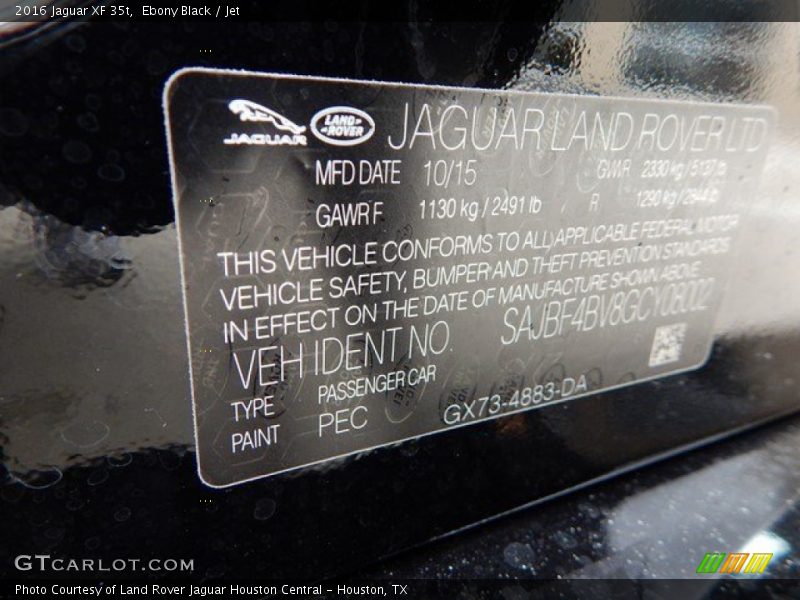 2016 Jaguar XF 35t, Ebony Black / Jet
JAGUAR LAND-ROVER JAGUAR LAND ROVER LTD
MFD DATE 10/15 GWR 2330 kg / 5137 lb
GAWR F. 1130 kg / 2491 lb R 1290 kg / 2844 lb
THIS VEHICLE CONFORMS TO ALL APPLICABLE FEDERAL MOTOR
VEHICLE SAFETY, BUMPER AND THEFT PREVENTION STANDARDS
IN EFFECT ON THE DATE OF MANUFACTURE SHOWN ABOVE
VEH IDENT NO. SAJBF4BV8GCY08002
TYPE PASSENGER CAR
PAINT PEC GX73-4883-DA
GTCARLOT.COM
Photo Courtesy of Land Rover Jaguar Houston Central - Houston, TX